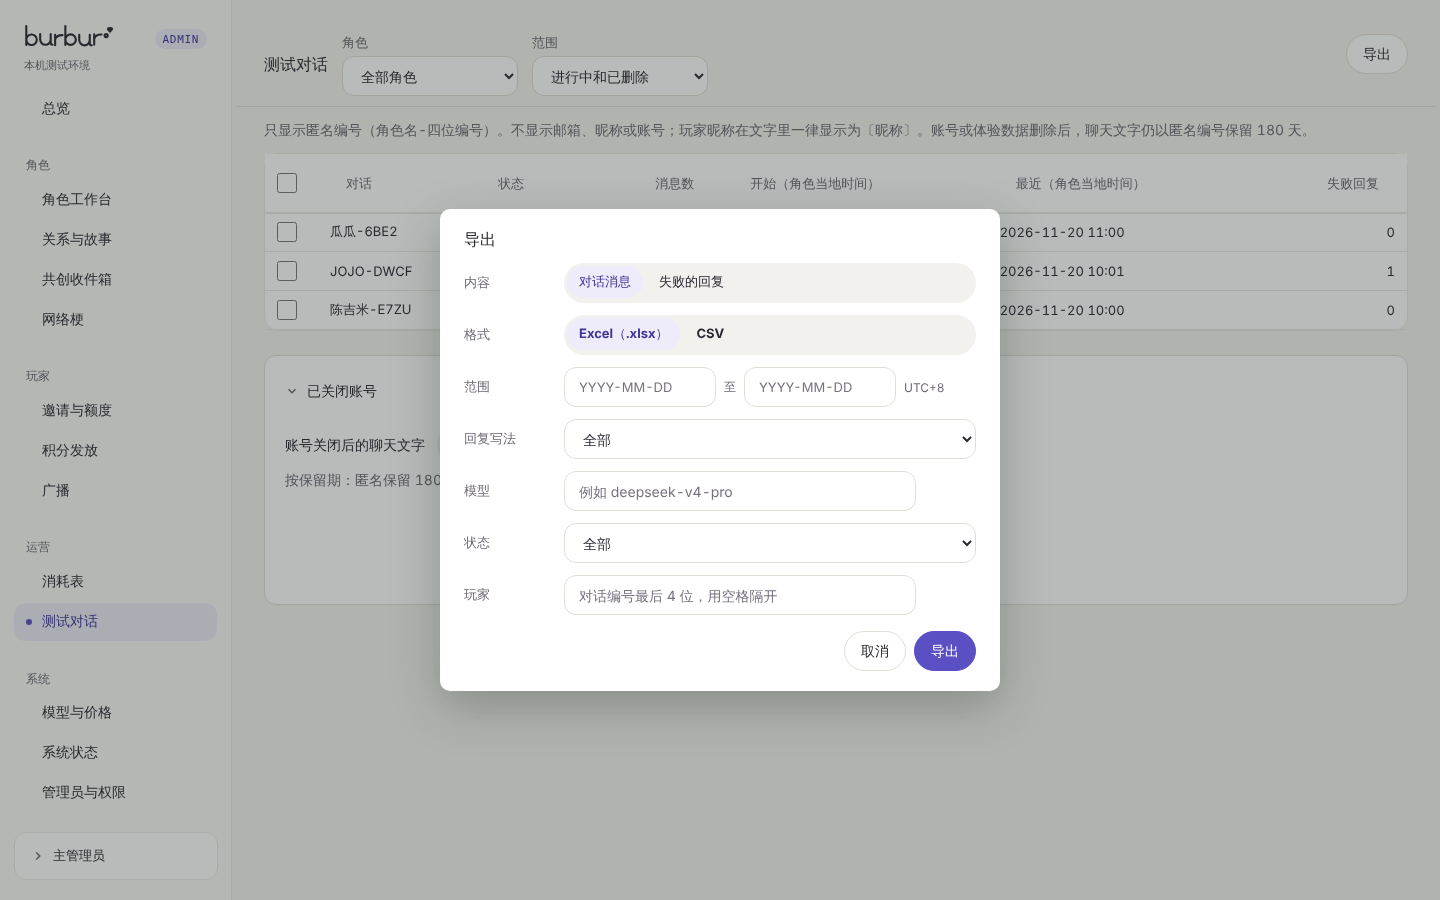 burbur
ADMIN
本机测试环境
总览
角色
角色工作台
关系与故事
共创收件箱
网络梗
玩家
邀请与额度
积分发放
广播
运营
消耗表
测试对话
系统
模型与价格
系统状态
管理员与权限
主管理员
测试对话
角色
全部角色
范围
进行中和已删除
导出
只显示匿名编号（角色名-四位编号）。不显示邮箱、昵称或账号；玩家昵称在文字里一律显示为〔昵称〕。账号或体验数据删除后，聊天文字仍以匿名编号保留 180 天。
对话 状态 消息数 开始（角色当地时间） 最近（角色当地时间） 失败回复
瓜瓜-6BE2 2026-11-20 11:00 0
JOJO-DWCF 2026-11-20 10:01 1
陈吉米-E7ZU 2026-11-20 10:00 0
已关闭账号
账号关闭后的聊天文字
按保留期：匿名保留 180
导出
内容 对话消息 失败的回复
格式 Excel（.xlsx） CSV
范围 YYYY-MM-DD 至 YYYY-MM-DD UTC+8
回复写法 全部
模型 例如 deepseek-v4-pro
状态 全部
玩家 对话编号最后 4 位，用空格隔开
取消 导出